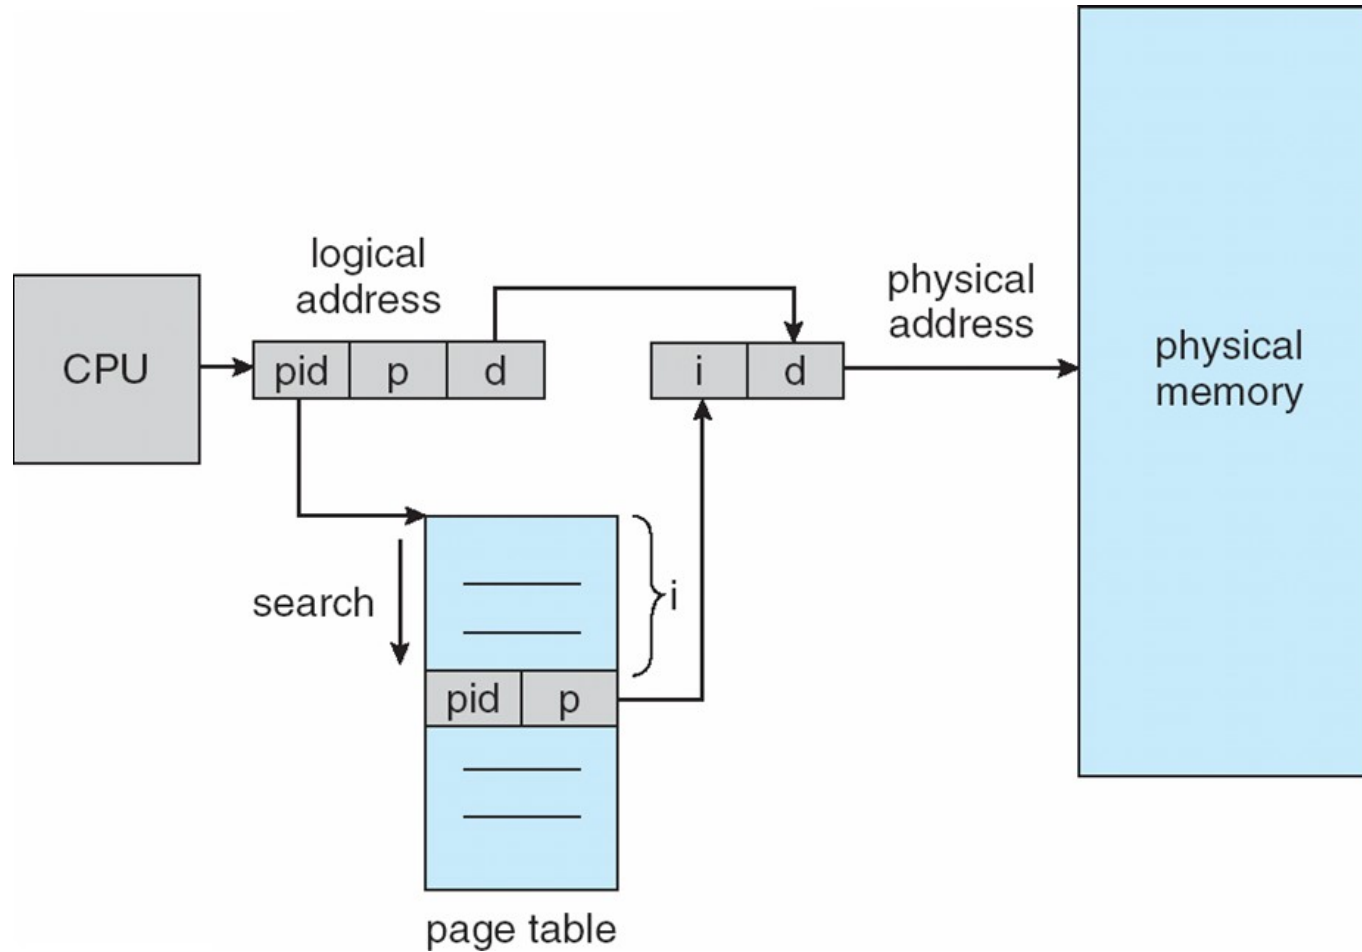 logical
address
physical
address
CPU
pid p d
i d
physical
memory
search
i
pid p
page table